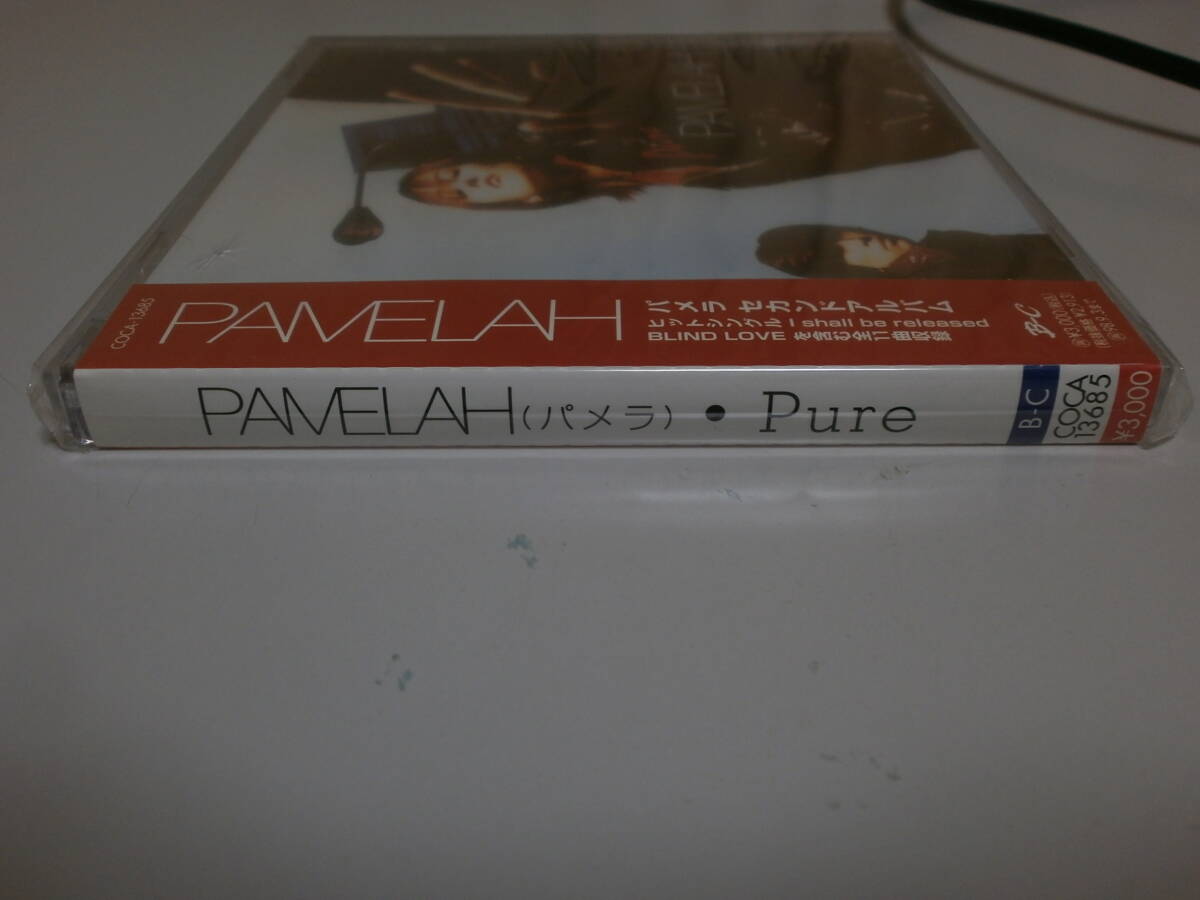 PAMELAH
COCA-13685
PAMELAH
パメラ セカンドアルバム
ヒットシングル I shall be released
BLIND LOVE を含む全11曲収録
B-C
PAMELAH(パメラ)・Pure
B-C
COCA
13685
¥3,000